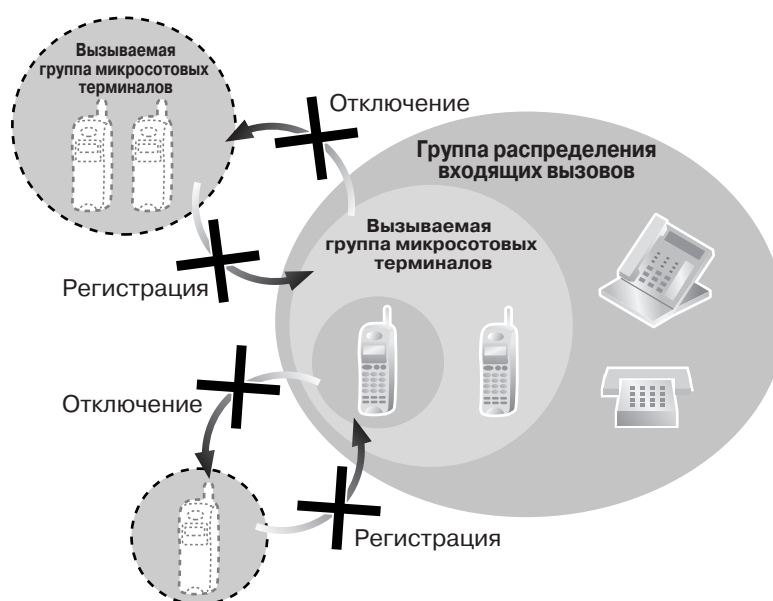 Вызываемая
группа микросотовых
терминалов
Отключение
Группа распределения
входящих вызовов
Вызываемая
группа микросотовых
терминалов
Регистрация
Отключение
Регистрация